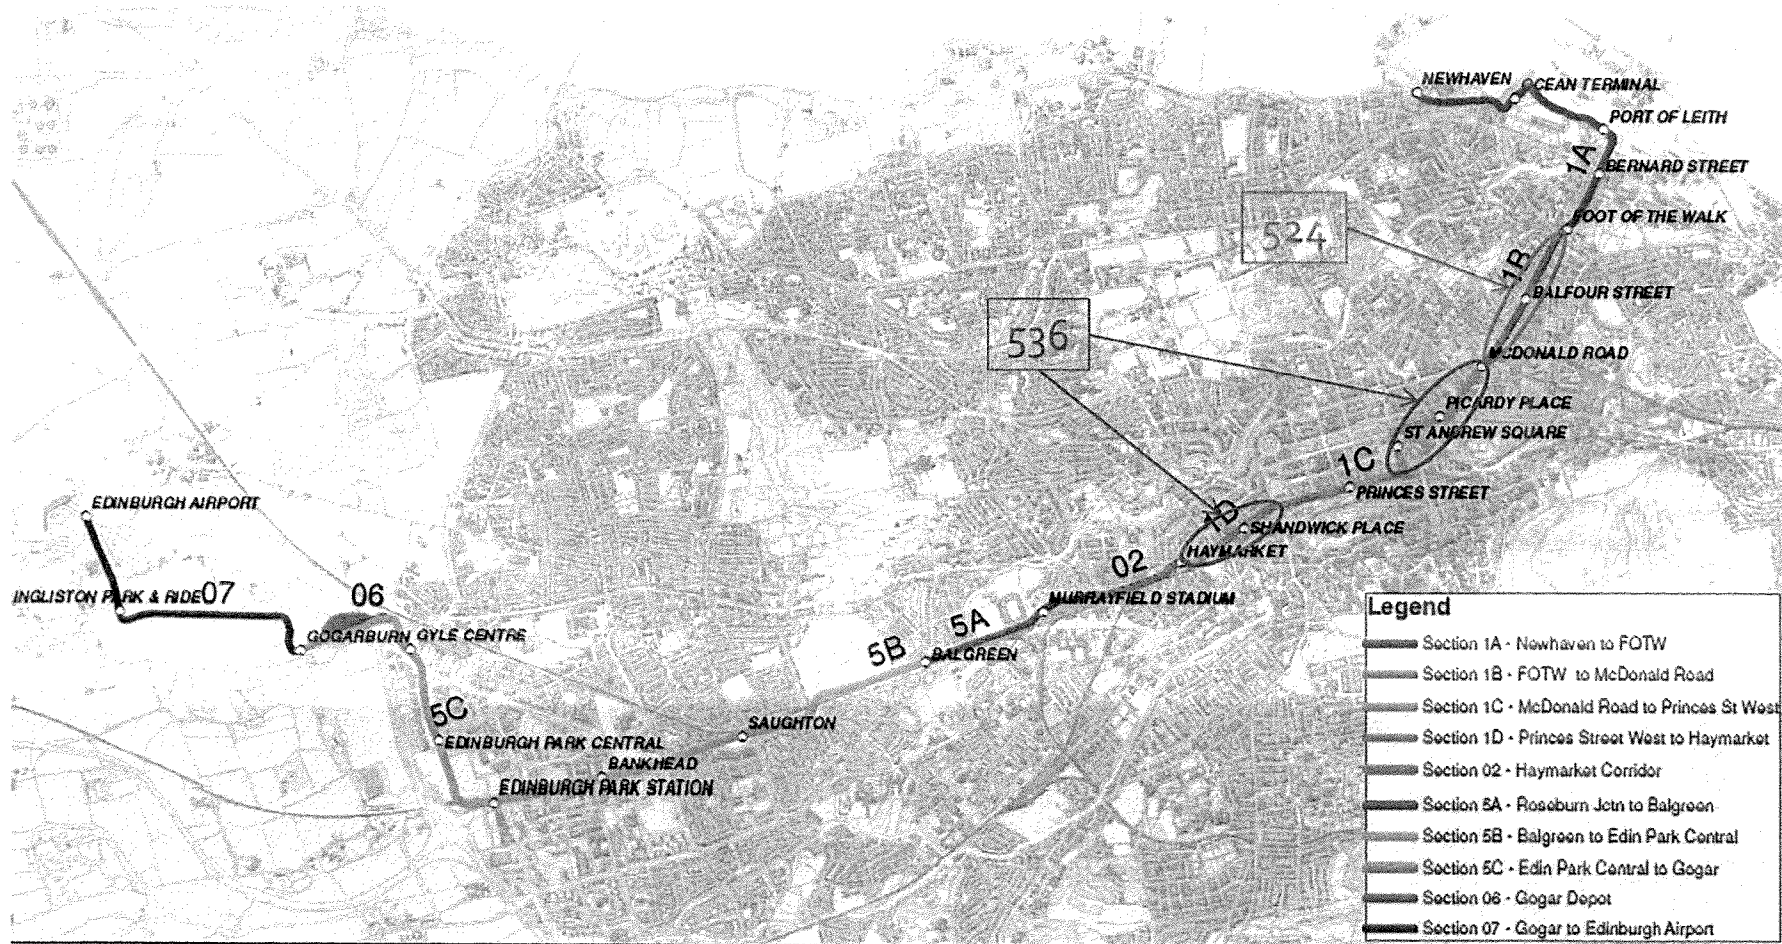 NEWHAVEN
OCEAN TERMINAL
PORT OF LEITH
1A
BERNARD STREET
FOOT OF THE WALK
524
1B
BALFOUR STREET
536
MCDONALD ROAD
PICARDY PLACE
ST ANDREW SQUARE
1C
PRINCES STREET
EDINBURGH AIRPORT
1D
SHANDWICK PLACE
HAYMARKET
02
INGLISTON PARK & RIDE
07
06
MURRAYFIELD STADIUM
5A
GOGARBURN
GYLE CENTRE
5B
BALGREEN
5C
SAUGHTON
EDINBURGH PARK CENTRAL
BANKHEAD
EDINBURGH PARK STATION
Legend
Section 1A - Newhaven to FOTW
Section 1B - FOTW to McDonald Road
Section 1C - McDonald Road to Princes St West
Section 1D - Princes Street West to Haymarket
Section 02 - Haymarket Corridor
Section 5A - Roseburn Jctn to Balgreen
Section 5B - Balgreen to Edin Park Central
Section 5C - Edin Park Central to Gogar
Section 06 - Gogar Depot
Section 07 - Gogar to Edinburgh Airport